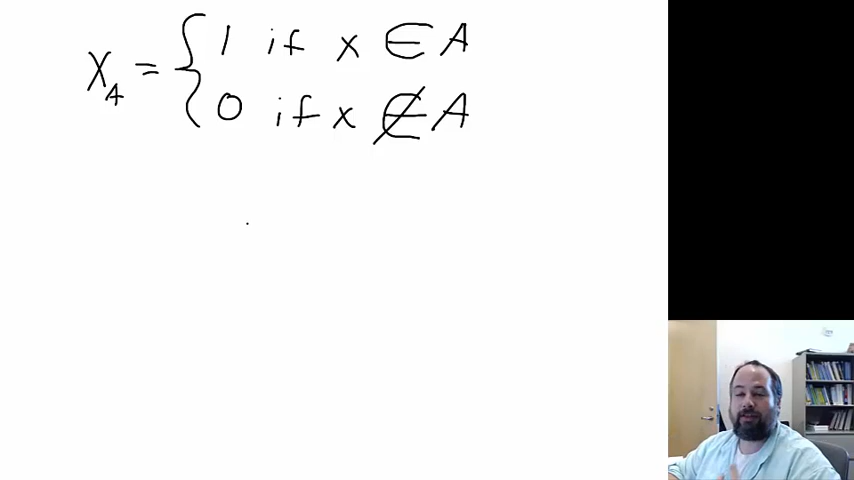 X_A = { 1 if x ∈ A
0 if x ∉ A